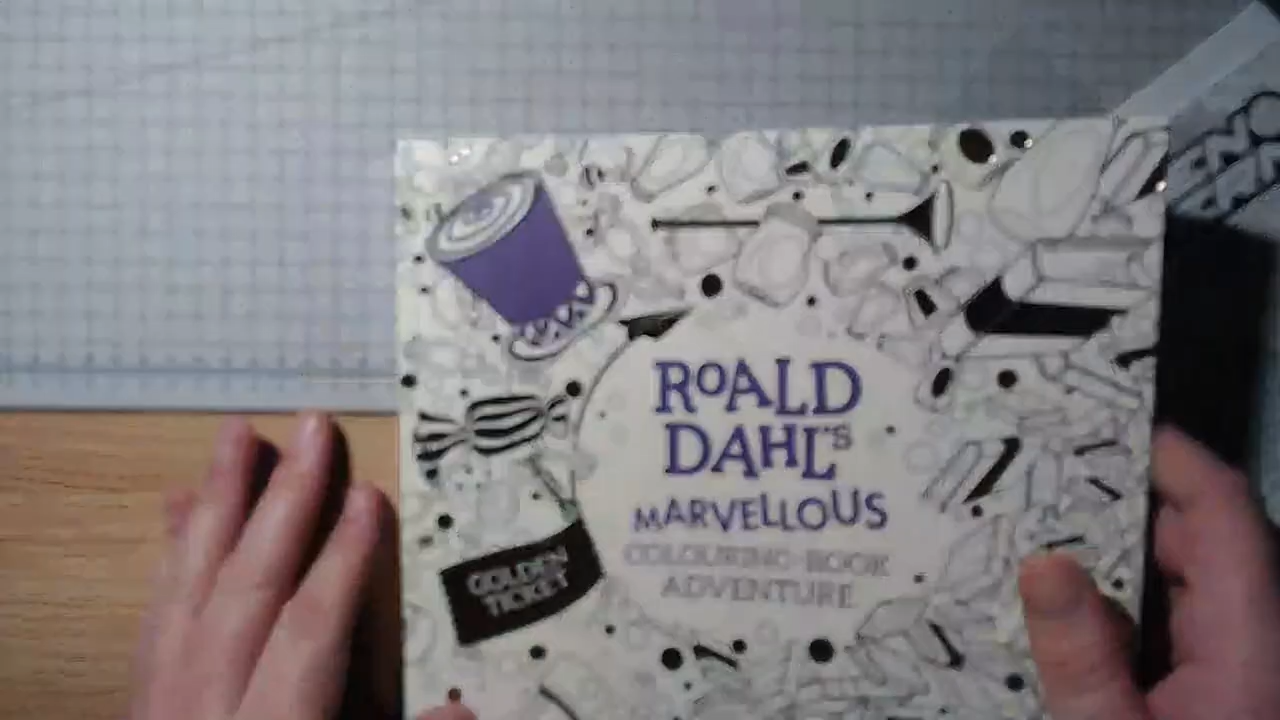 ROALD
DAHL'S
MARVELLOUS
COLOURING-BOOK
ADVENTURE
GOLDEN
TICKET